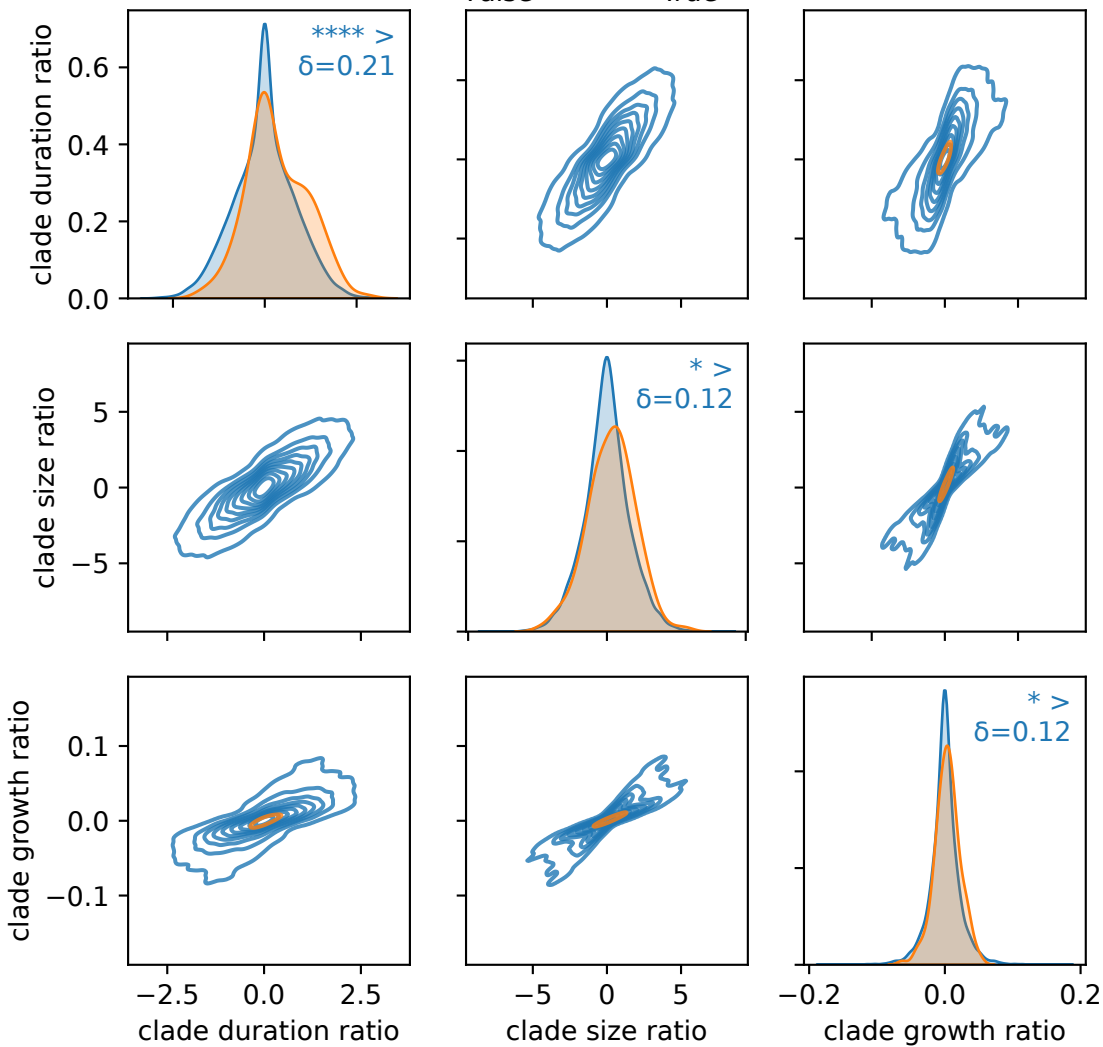 clade duration ratio
0.6
0.4
0.2
0.0
**** >
δ=0.21
clade size ratio
5
0
−5
* >
δ=0.12
clade growth ratio
0.1
0.0
−0.1
* >
δ=0.12
−2.5 0.0 2.5
−5 0 5
−0.2 0.0 0.2
clade duration ratio
clade size ratio
clade growth ratio